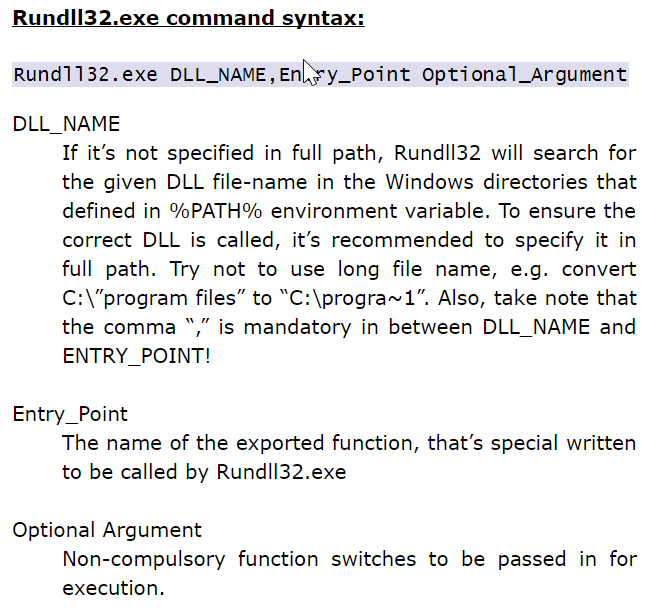 Rundll32.exe command syntax:
Rundll32.exe DLL_NAME,Entry_Point Optional_Argument
DLL_NAME
If it’s not specified in full path, Rundll32 will search for
the given DLL file-name in the Windows directories that
defined in %PATH% environment variable. To ensure the
correct DLL is called, it’s recommended to specify it in
full path. Try not to use long file name, e.g. convert
C:\”program files” to “C:\progra~1”. Also, take note that
the comma “,” is mandatory in between DLL_NAME and
ENTRY_POINT!
Entry_Point
The name of the exported function, that’s special written
to be called by Rundll32.exe
Optional Argument
Non-compulsory function switches to be passed in for
execution.